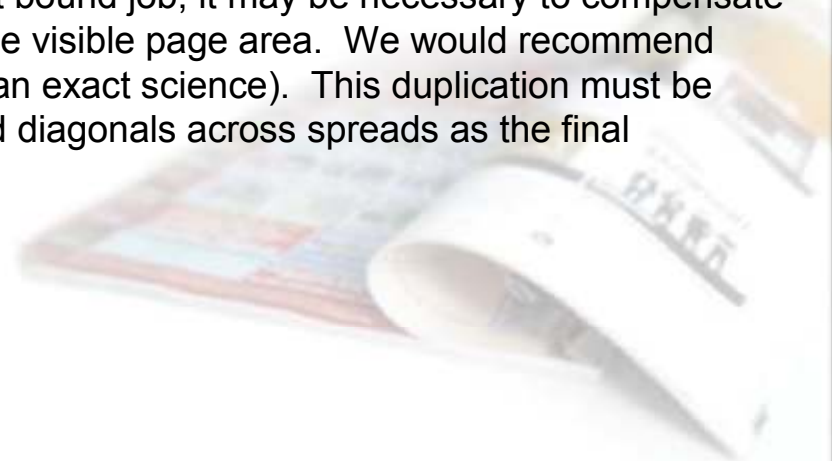 t bound job, it may be necessary to compensate
e visible page area.  We would recommend
an exact science).  This duplication must be
d diagonals across spreads as the final